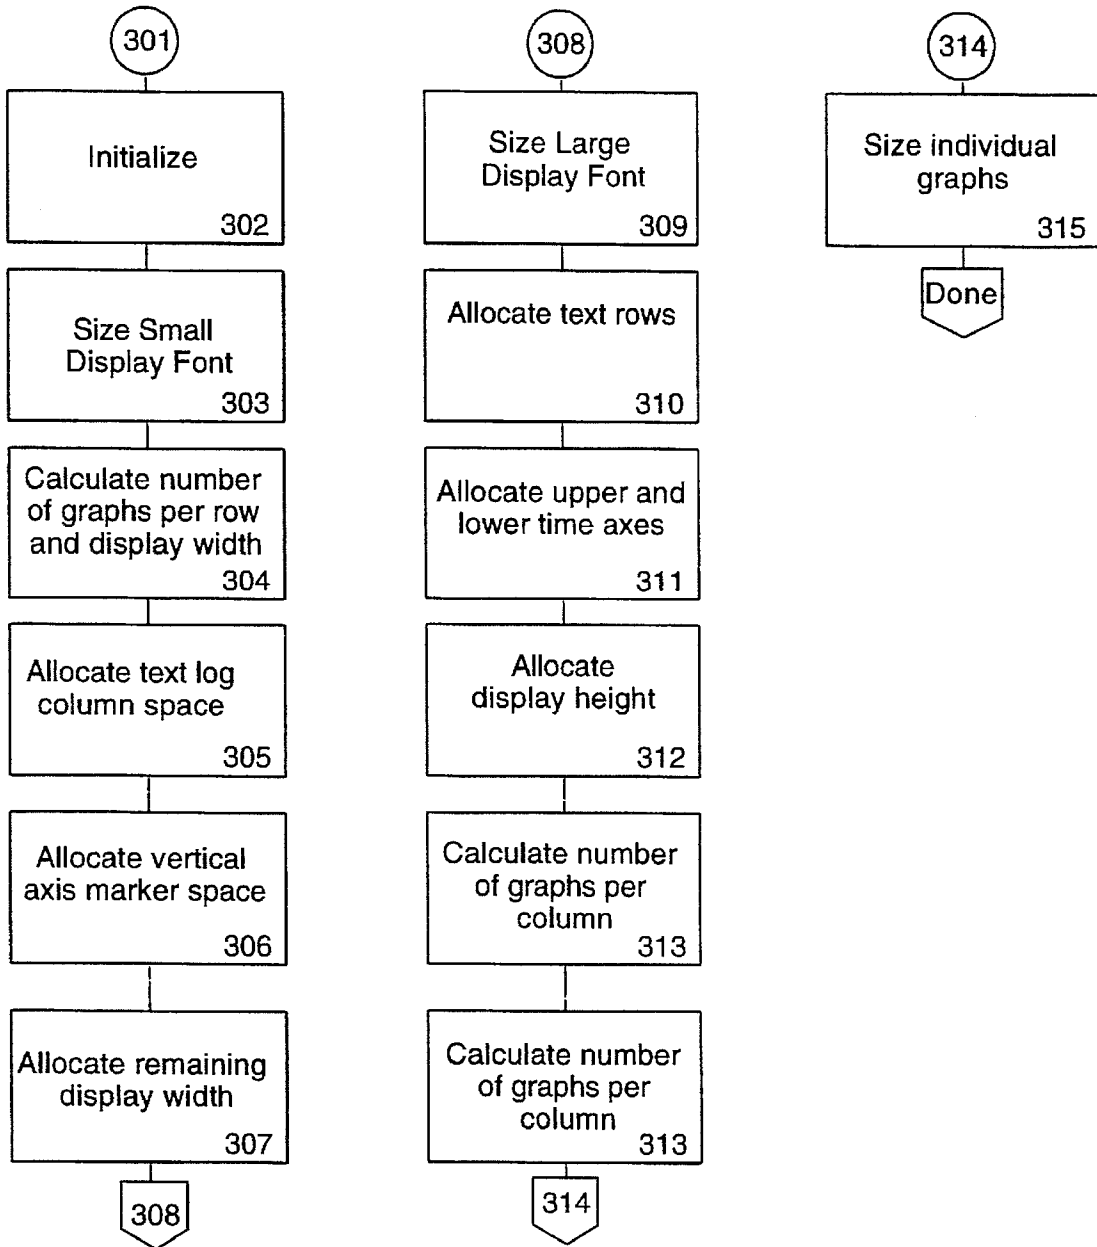 301
Initialize
302
Size Small
Display Font
303
Calculate number
of graphs per row
and display width
304
Allocate text log
column space
305
Allocate vertical
axis marker space
306
Allocate remaining
display width
307
308
308
Size Large
Display Font
309
Allocate text rows
310
Allocate upper and
lower time axes
311
Allocate
display height
312
Calculate number
of graphs per
column
313
Calculate number
of graphs per
column
313
314
314
Size individual
graphs
315
Done